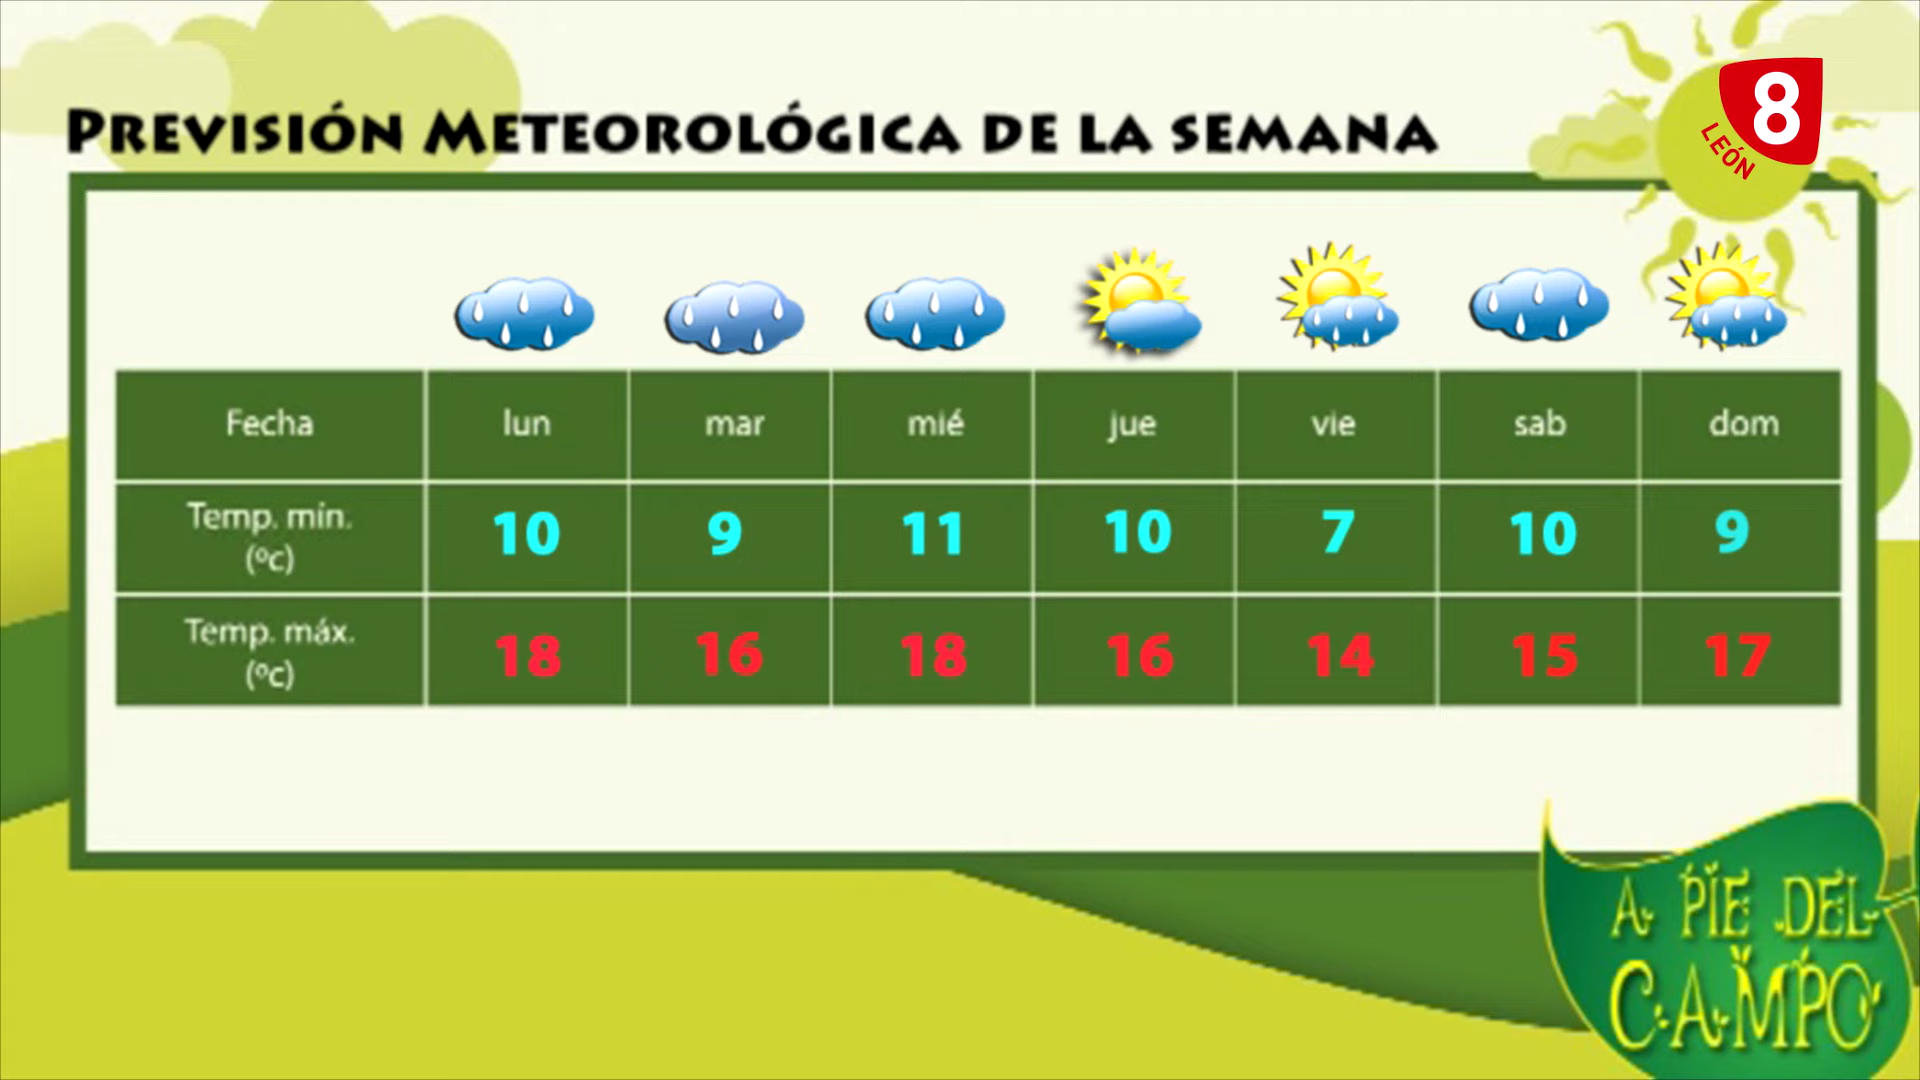 PREVISIÓN METEOROLÓGICA DE LA SEMANA
8
LEÓN
Fecha lun mar mié jue vie sab dom
Temp. min.
(ºc)
10 9 11 10 7 10 9
Temp. máx.
(ºc)
18 16 18 16 14 15 17
A PIE DEL
CAMPO